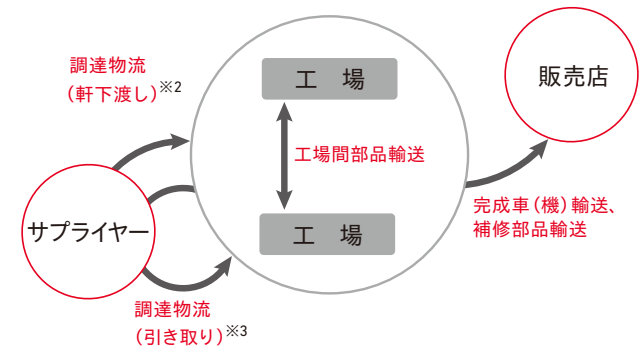 調達物流
（軒下渡し）※2
工 場
販売店
工場間部品輸送
サプライヤー
工 場
完成車（機）輸送、
補修部品輸送
調達物流
（引き取り）※3